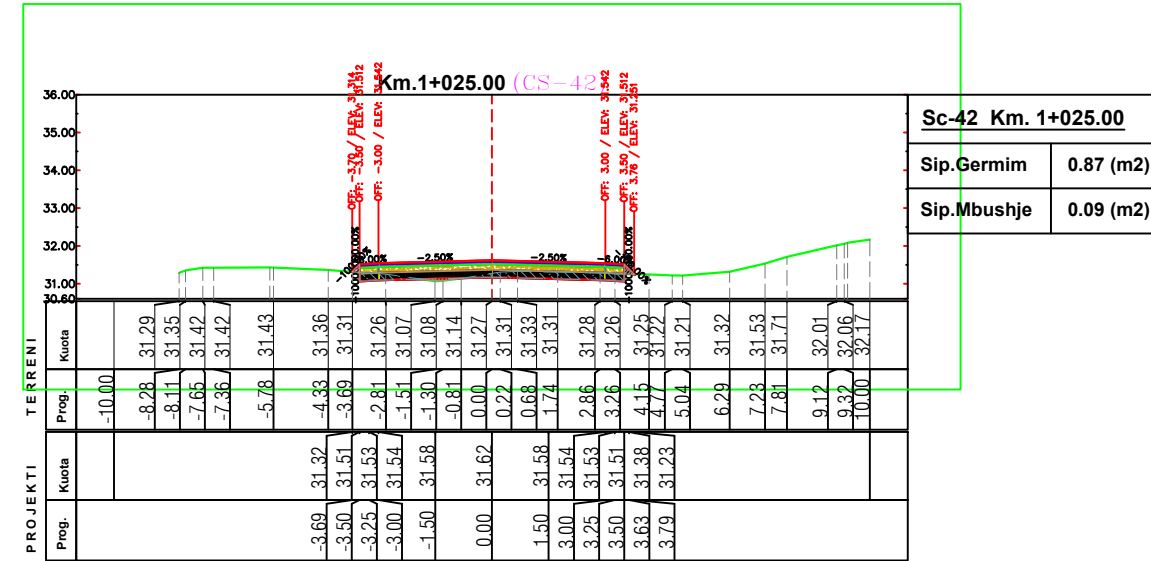 Km.1+025.00 (CS-42)
OFF: -3.70 / ELEV: 31.314
OFF: -3.50 / ELEV: 31.512
OFF: -3.00 / ELEV: 31.542
OFF: 3.00 / ELEV: 31.542
OFF: 3.50 / ELEV: 31.512
OFF: 3.76 / ELEV: 31.251
36.00
35.00
34.00
33.00
32.00
31.00
30.60
-2.50% -2.50% -6.00%
Sc-42 Km. 1+025.00
Sip.Germim 0.87 (m2)
Sip.Mbushje 0.09 (m2)
TERRENI
Kuota 31.29 31.35 31.42 31.42 31.43 31.36 31.31 31.26 31.07 31.08 31.14 31.27 31.31 31.33 31.31 31.28 31.26 31.25 31.22 31.21 31.32 31.53 31.71 32.01 32.06 32.17
Prog. -10.00 -8.28 -8.11 -7.65 -7.36 -5.78 -4.33 -3.69 -2.81 -1.51 -1.30 -0.81 0.00 0.22 0.68 1.74 2.86 3.26 4.15 4.77 5.04 6.29 7.23 7.81 9.12 9.32 10.00
PROJEKTI
Kuota 31.32 31.51 31.53 31.54 31.58 31.62 31.58 31.54 31.53 31.51 31.38 31.23
Prog. -3.69 -3.50 -3.25 -3.00 -1.50 0.00 1.50 3.00 3.25 3.50 3.63 3.79